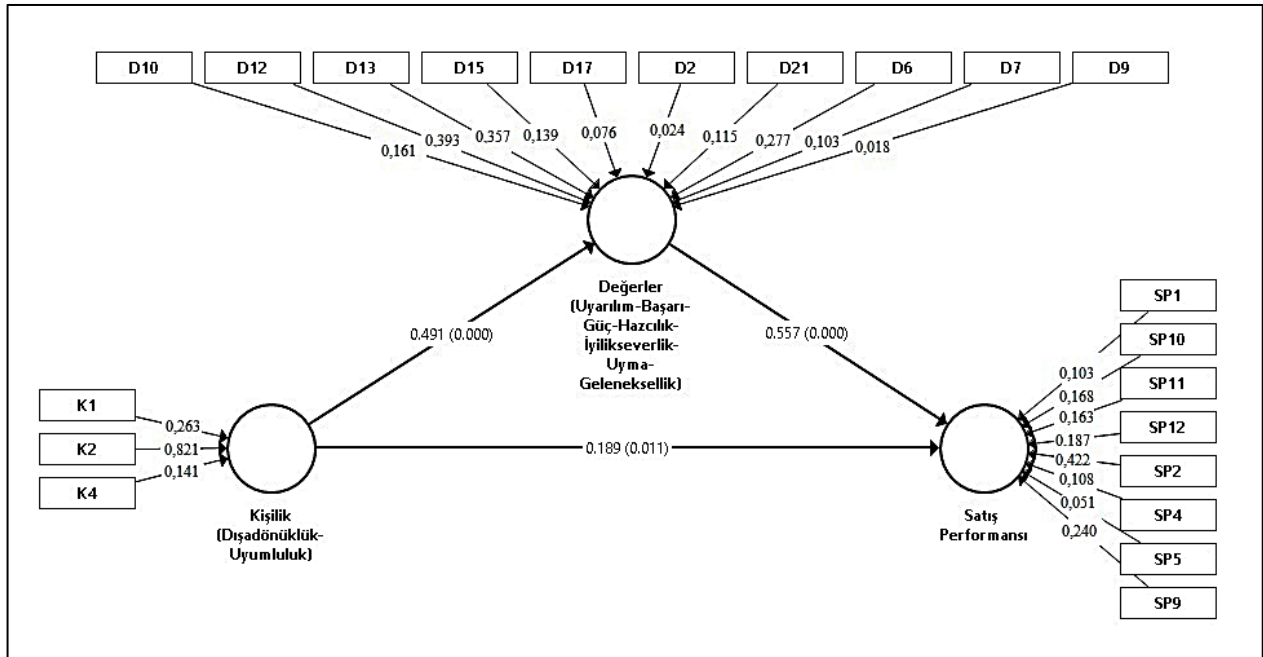 D10 D12 D13 D15 D17 D2 D21 D6 D7 D9
0,161 0,393 0,357 0,139 0,076 0,024 0,115 0,277 0,103 0,018
Değerler
(Uyarılım-Başarı-
Güç-Hazcılık-
İyilikseverlik-
Uyma-
Geleneksellik)
0.491 (0.000)
0.557 (0.000)
K1
0,263
K2
0,821
K4
0,141
Kişilik
(Dışadönüklük-
Uyumluluk)
0.189 (0.011)
Satış
Performansı
SP1
0,103
SP10
0,168
SP11
0,163
SP12
0.187
SP2
0,422
SP4
0,108
SP5
0,051
SP9
0,240